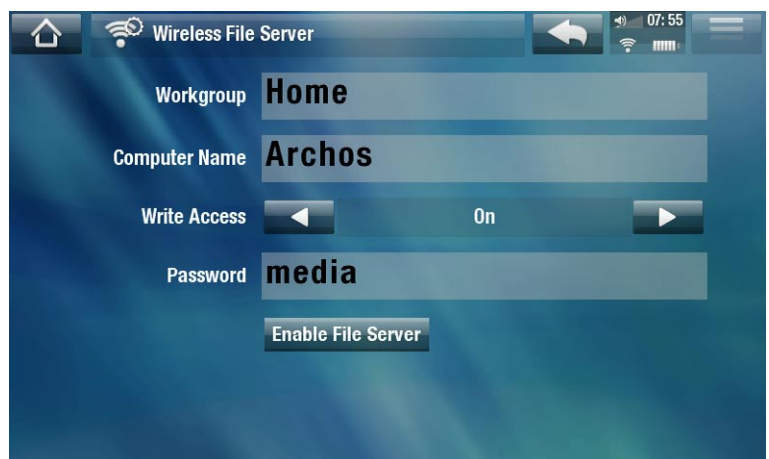 Wireless File Server
07:55
Workgroup Home
Computer Name Archos
Write Access On
Password media
Enable File Server